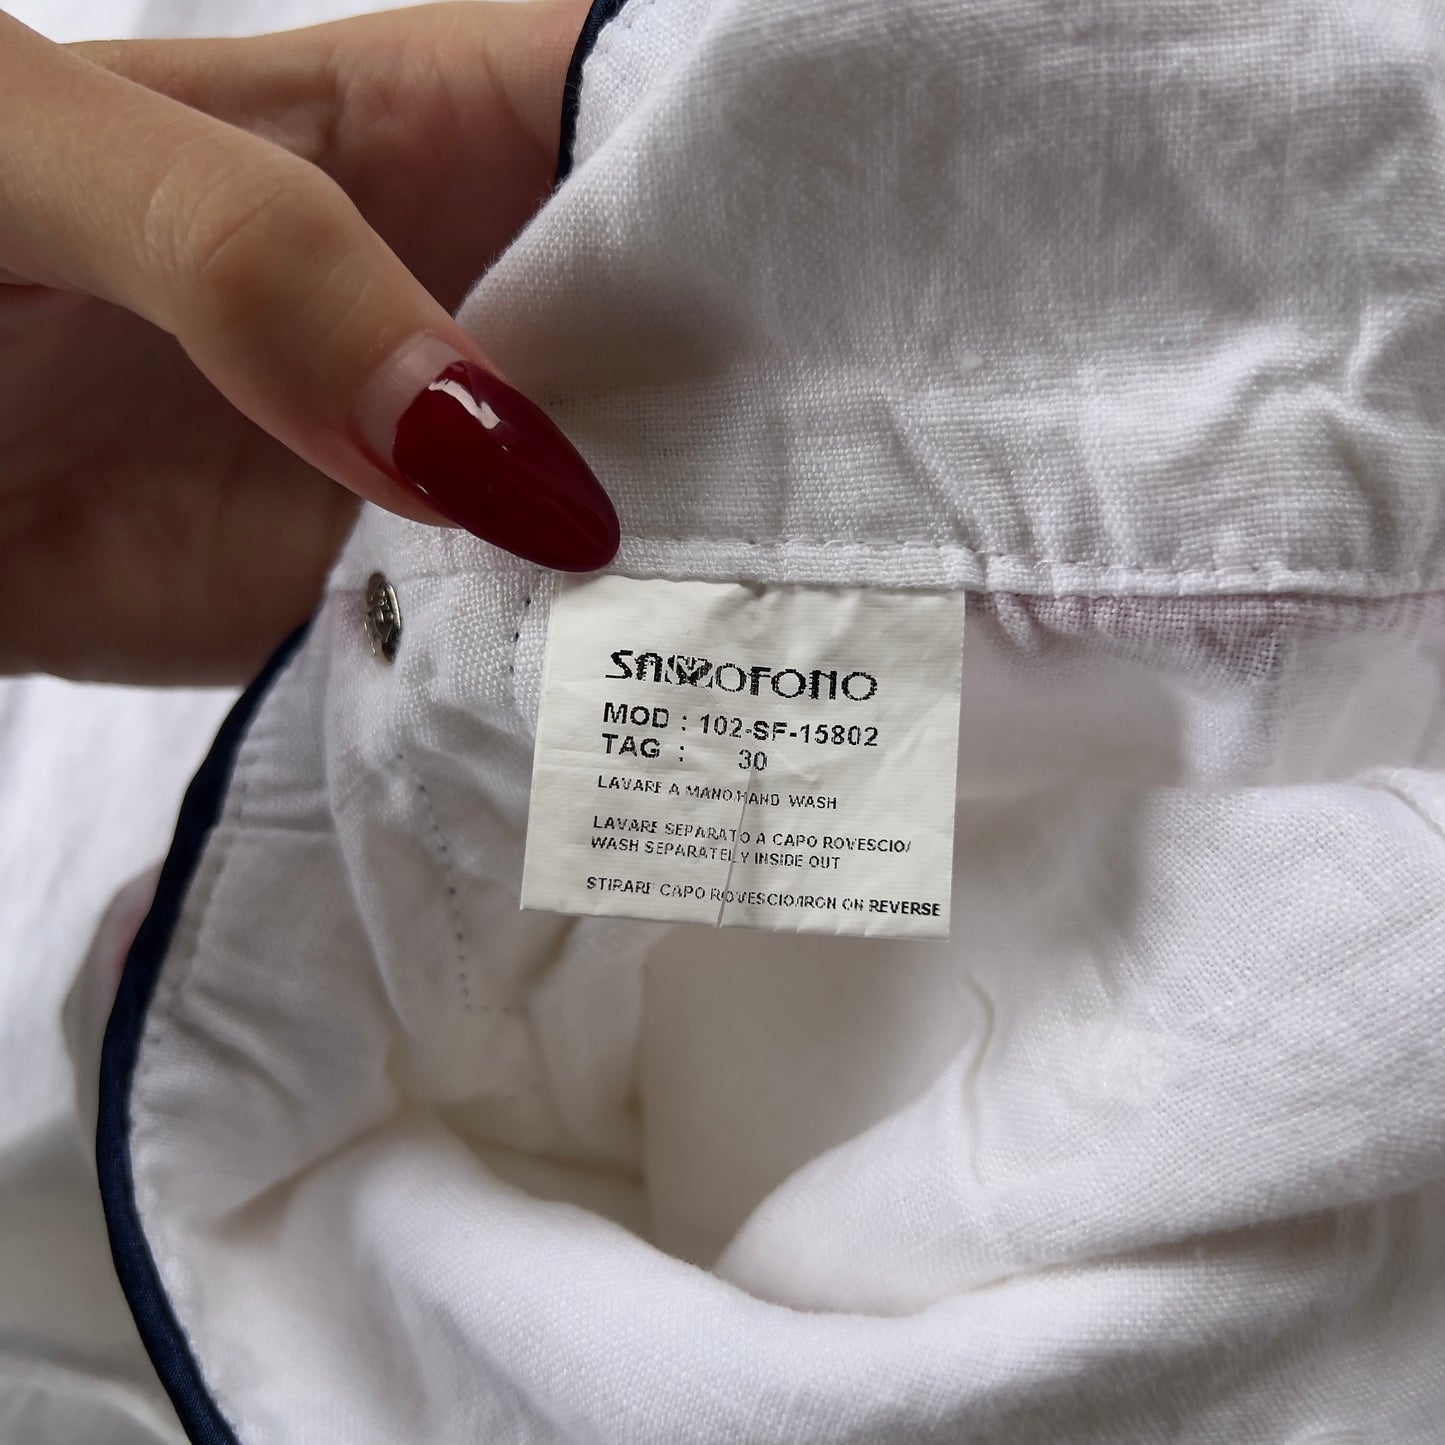 SASSOFONO
MOD : 102-SF-15802
TAG : 30
LAVARE A MANO/HAND WASH
LAVARE SEPARATO A CAPO ROVESCIO/
WASH SEPARATELY INSIDE OUT
STIRARE CAPO ROVESCIO/IRON ON REVERSE